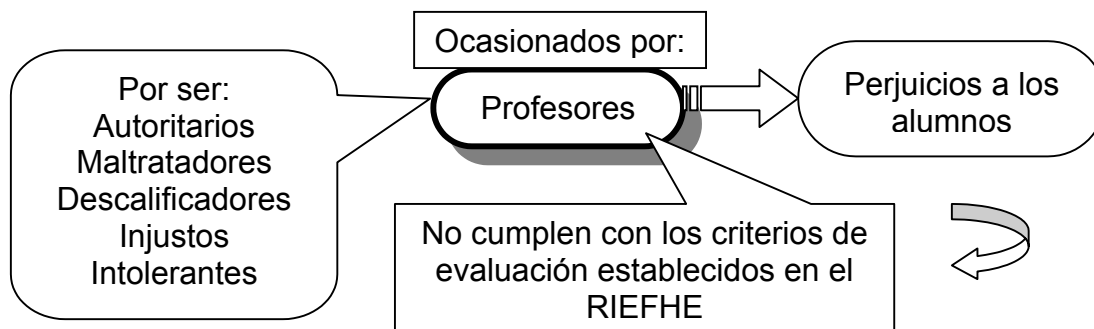 Ocasionados por:
Por ser:
Autoritarios
Maltratadores
Descalificadores
Injustos
Intolerantes
Profesores
Perjuicios a los
alumnos
No cumplen con los criterios de
evaluación establecidos en el
RIEFHE